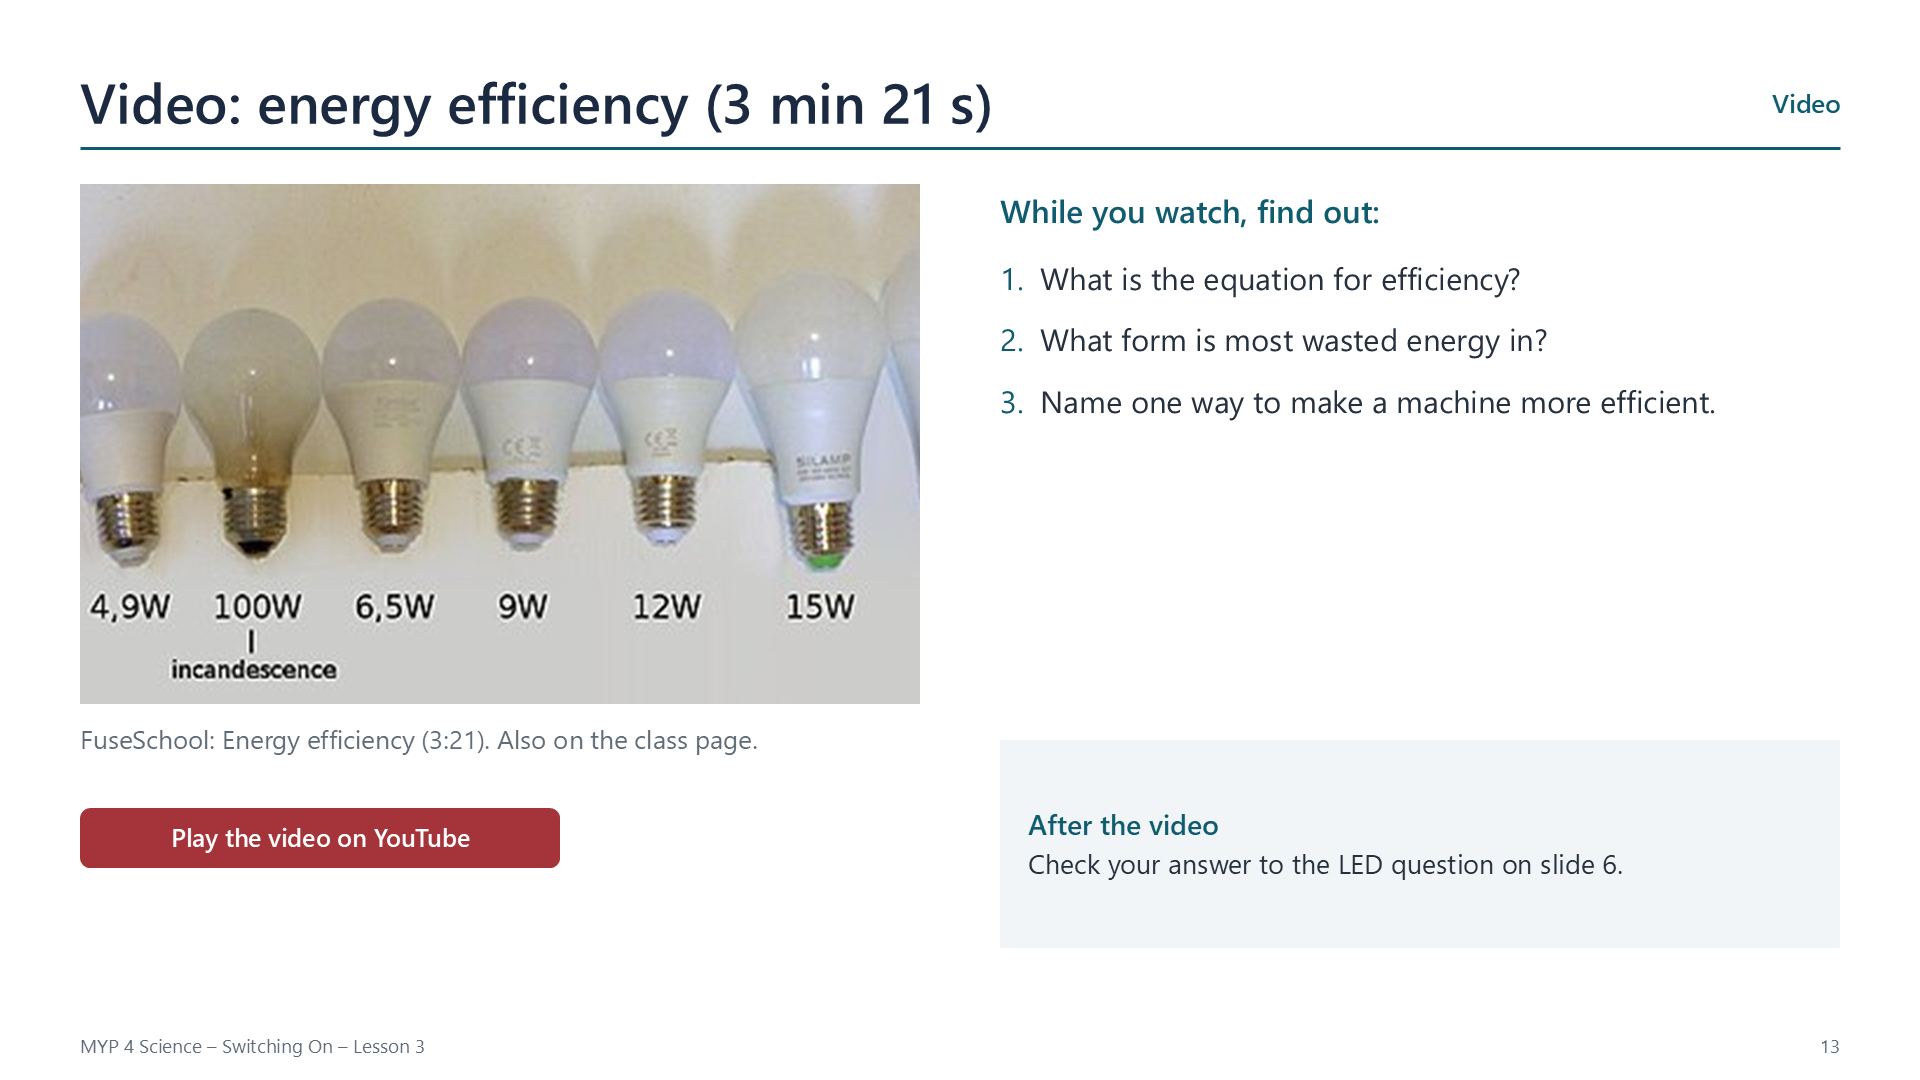 Video: energy efficiency (3 min 21 s)
Video
4,9W 100W 6,5W 9W 12W 15W
incandescence
SILAMP
FuseSchool: Energy efficiency (3:21). Also on the class page.
Play the video on YouTube
While you watch, find out:
1. What is the equation for efficiency?
2. What form is most wasted energy in?
3. Name one way to make a machine more efficient.
After the video
Check your answer to the LED question on slide 6.
MYP 4 Science – Switching On – Lesson 3
13